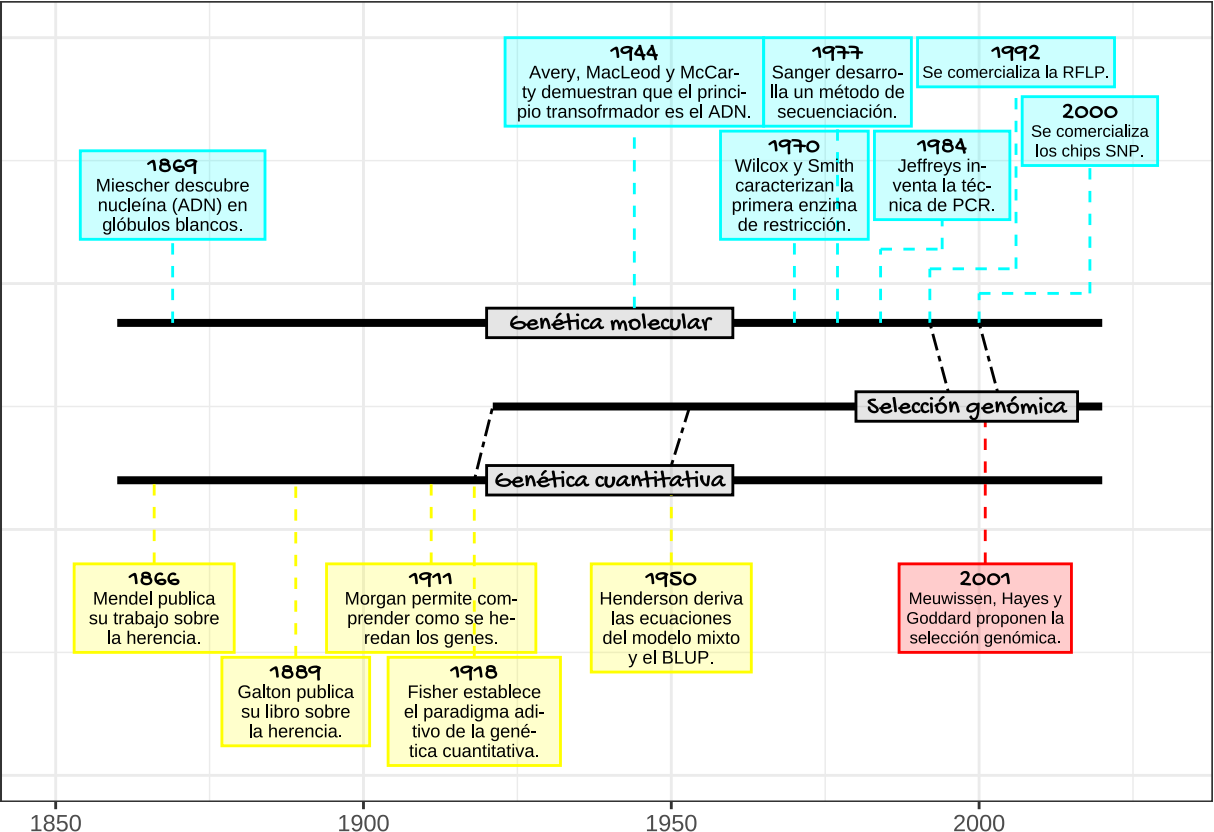 1944
Avery, MacLeod y McCar-
ty demuestran que el princi-
pio transofrmador es el ADN.
1977
Sanger desarro-
lla un método de
secuenciación.
1992
Se comercializa la RFLP.
2000
Se comercializa
los chips SNP.
1869
Miescher descubre
nucleína (ADN) en
glóbulos blancos.
1970
Wilcox y Smith
caracterizan la
primera enzima
de restricción.
1984
Jeffreys in-
venta la téc-
nica de PCR.
Genética molecular
Selección genómica
Genética cuantitativa
1866
Mendel publica
su trabajo sobre
la herencia.
1889
Galton publica
su libro sobre
la herencia.
1911
Morgan permite com-
prender como se he-
redan los genes.
1918
Fisher establece
el paradigma adi-
tivo de la gené-
tica cuantitativa.
1950
Henderson deriva
las ecuaciones
del modelo mixto
y el BLUP.
2001
Meuwissen, Hayes y
Goddard proponen la
selección genómica.
1850
1900
1950
2000